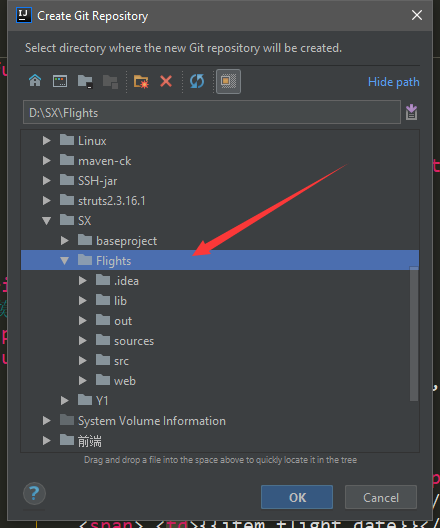 Create Git Repository
Select directory where the new Git repository will be created.
Hide path
D:\SX\Flights
Linux
maven-ck
SSH-jar
struts2.3.16.1
SX
baseproject
Flights
.idea
lib
out
sources
src
web
Y1
System Volume Information
前端
Drag and drop a file into the space above to quickly locate it in the tree
? OK Cancel
<span> <td>{{item.flight_date}}</